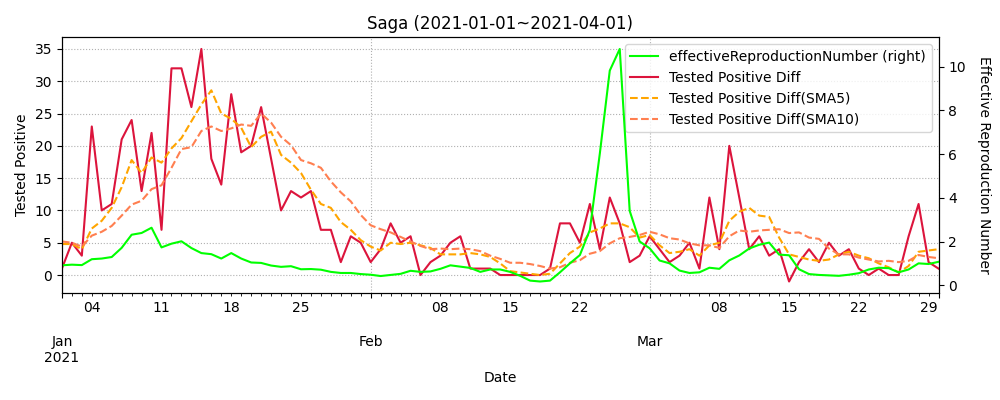 Saga (2021-01-01~2021-04-01)
effectiveReproductionNumber (right)
Tested Positive Diff
Tested Positive Diff(SMA5)
Tested Positive Diff(SMA10)
Tested Positive
35
30
25
20
15
10
5
0
Effective Reproduction Number
10
8
6
4
2
0
04 11 18 25 08 15 22 08 15 22 29
Jan Feb Mar
2021
Date